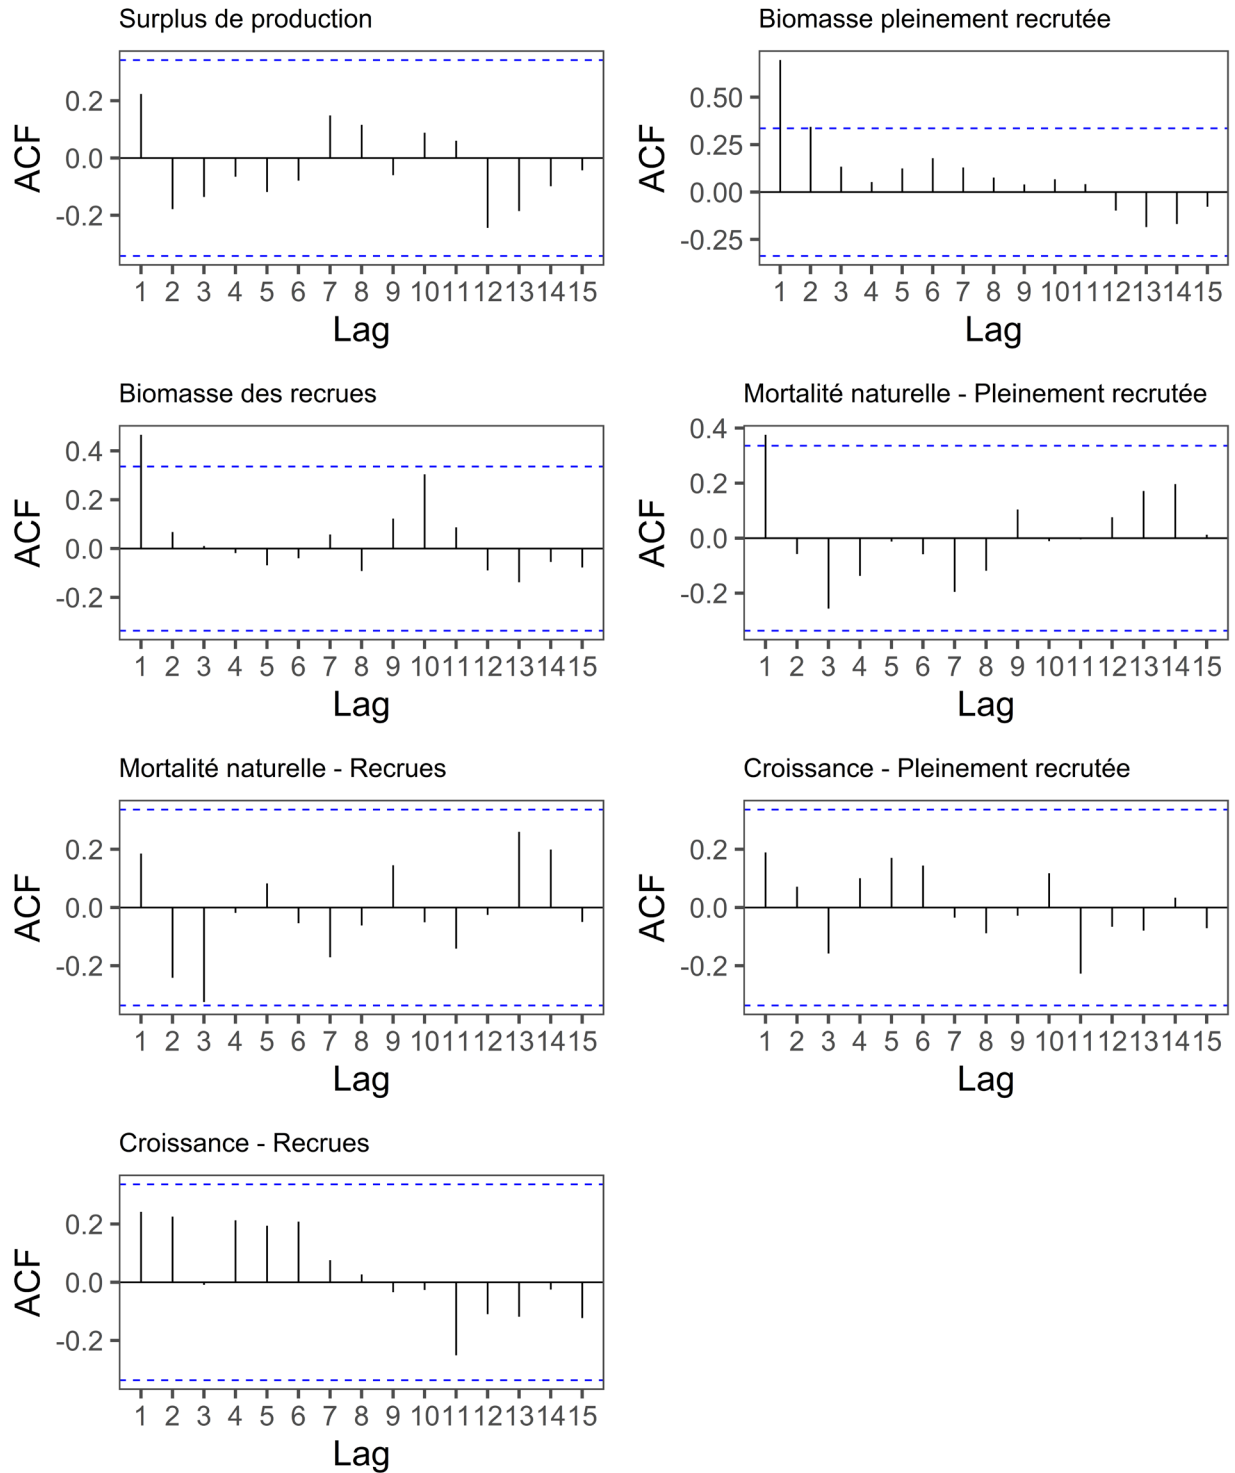 Surplus de production
ACF
0.2
0.0
-0.2
1 2 3 4 5 6 7 8 9 10 11 12 13 14 15
Lag
Biomasse pleinement recrutée
ACF
0.50
0.25
0.00
-0.25
1 2 3 4 5 6 7 8 9 10 11 12 13 14 15
Lag
Biomasse des recrues
ACF
0.4
0.2
0.0
-0.2
1 2 3 4 5 6 7 8 9 10 11 12 13 14 15
Lag
Mortalité naturelle - Pleinement recrutée
ACF
0.4
0.2
0.0
-0.2
1 2 3 4 5 6 7 8 9 10 11 12 13 14 15
Lag
Mortalité naturelle - Recrues
ACF
0.2
0.0
-0.2
1 2 3 4 5 6 7 8 9 10 11 12 13 14 15
Lag
Croissance - Pleinement recrutée
ACF
0.2
0.0
-0.2
1 2 3 4 5 6 7 8 9 10 11 12 13 14 15
Lag
Croissance - Recrues
ACF
0.2
0.0
-0.2
1 2 3 4 5 6 7 8 9 10 11 12 13 14 15
Lag